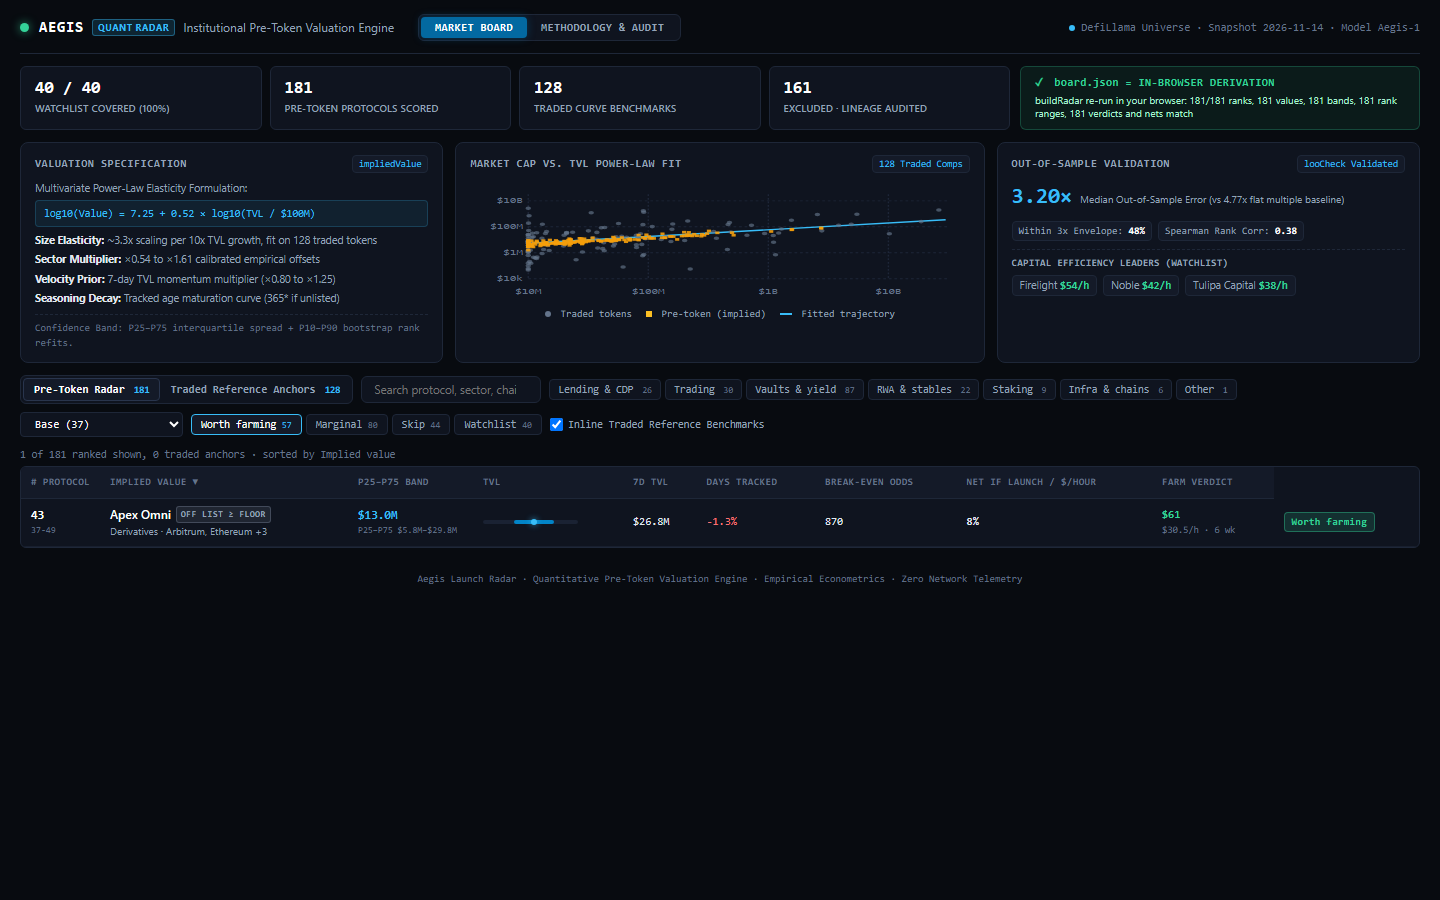 AEGIS QUANT RADAR Institutional Pre-Token Valuation Engine MARKET BOARD METHODOLOGY & AUDIT DefiLlama Universe · Snapshot 2026-11-14 · Model Aegis-1
40 / 40
WATCHLIST COVERED (100%)
181
PRE-TOKEN PROTOCOLS SCORED
128
TRADED CURVE BENCHMARKS
161
EXCLUDED · LINEAGE AUDITED
✓ board.json = IN-BROWSER DERIVATION
buildRadar re-run in your browser: 181/181 ranks, 181 values, 181 bands, 181 rank
ranges, 181 verdicts and nets match
VALUATION SPECIFICATION impliedValue
Multivariate Power-Law Elasticity Formulation:
log10(Value) = 7.25 + 0.52 × log10(TVL / $100M)
Size Elasticity: ~3.3x scaling per 10x TVL growth, fit on 128 traded tokens
Sector Multiplier: ×0.54 to ×1.61 calibrated empirical offsets
Velocity Prior: 7-day TVL momentum multiplier (×0.80 to ×1.25)
Seasoning Decay: Tracked age maturation curve (365* if unlisted)
Confidence Band: P25-P75 interquartile spread + P10-P90 bootstrap rank
refits.
MARKET CAP VS. TVL POWER-LAW FIT 128 Traded Comps
$10B
$100M
$1M
$10k
$10M $100M $1B $10B
Traded tokens Pre-token (implied) Fitted trajectory
OUT-OF-SAMPLE VALIDATION looCheck Validated
3.20× Median Out-of-Sample Error (vs 4.77x flat multiple baseline)
Within 3x Envelope: 48% Spearman Rank Corr: 0.38
CAPITAL EFFICIENCY LEADERS (WATCHLIST)
Firelight $54/h Noble $42/h Tulipa Capital $38/h
Pre-Token Radar 181 Traded Reference Anchors 128 Search protocol, sector, chai Lending & CDP 26 Trading 30 Vaults & yield 87 RWA & stables 22 Staking 9 Infra & chains 6 Other 1
Base (37) Worth farming 57 Marginal 80 Skip 44 Watchlist 40 Inline Traded Reference Benchmarks
1 of 181 ranked shown, 0 traded anchors · sorted by Implied value
# PROTOCOL IMPLIED VALUE ▼ P25-P75 BAND TVL 7D TVL DAYS TRACKED BREAK-EVEN ODDS NET IF LAUNCH / $/HOUR FARM VERDICT
43 Apex Omni OFF LIST ≥ FLOOR $13.0M $26.8M -1.3% 870 8% $61 Worth farming
37-49 Derivatives · Arbitrum, Ethereum +3 P25-P75 $5.8M-$29.8M $30.5/h · 6 wk
Aegis Launch Radar · Quantitative Pre-Token Valuation Engine · Empirical Econometrics · Zero Network Telemetry